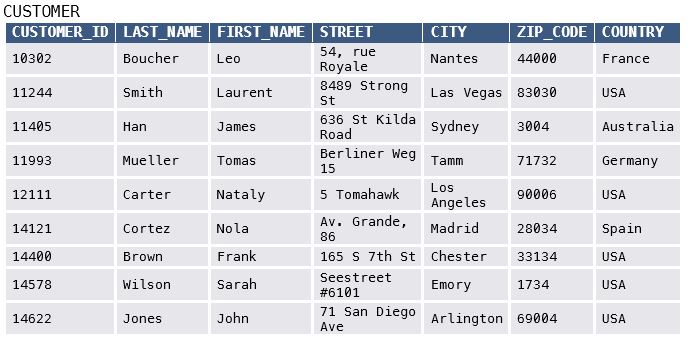 CUSTOMER
CUSTOMER_ID LAST_NAME FIRST_NAME STREET CITY ZIP_CODE COUNTRY
10302 Boucher Leo 54, rue Royale Nantes 44000 France
11244 Smith Laurent 8489 Strong St Las Vegas 83030 USA
11405 Han James 636 St Kilda Road Sydney 3004 Australia
11993 Mueller Tomas Berliner Weg 15 Tamm 71732 Germany
12111 Carter Nataly 5 Tomahawk Los Angeles 90006 USA
14121 Cortez Nola Av. Grande, 86 Madrid 28034 Spain
14400 Brown Frank 165 S 7th St Chester 33134 USA
14578 Wilson Sarah Seestreet #6101 Emory 1734 USA
14622 Jones John 71 San Diego Ave Arlington 69004 USA